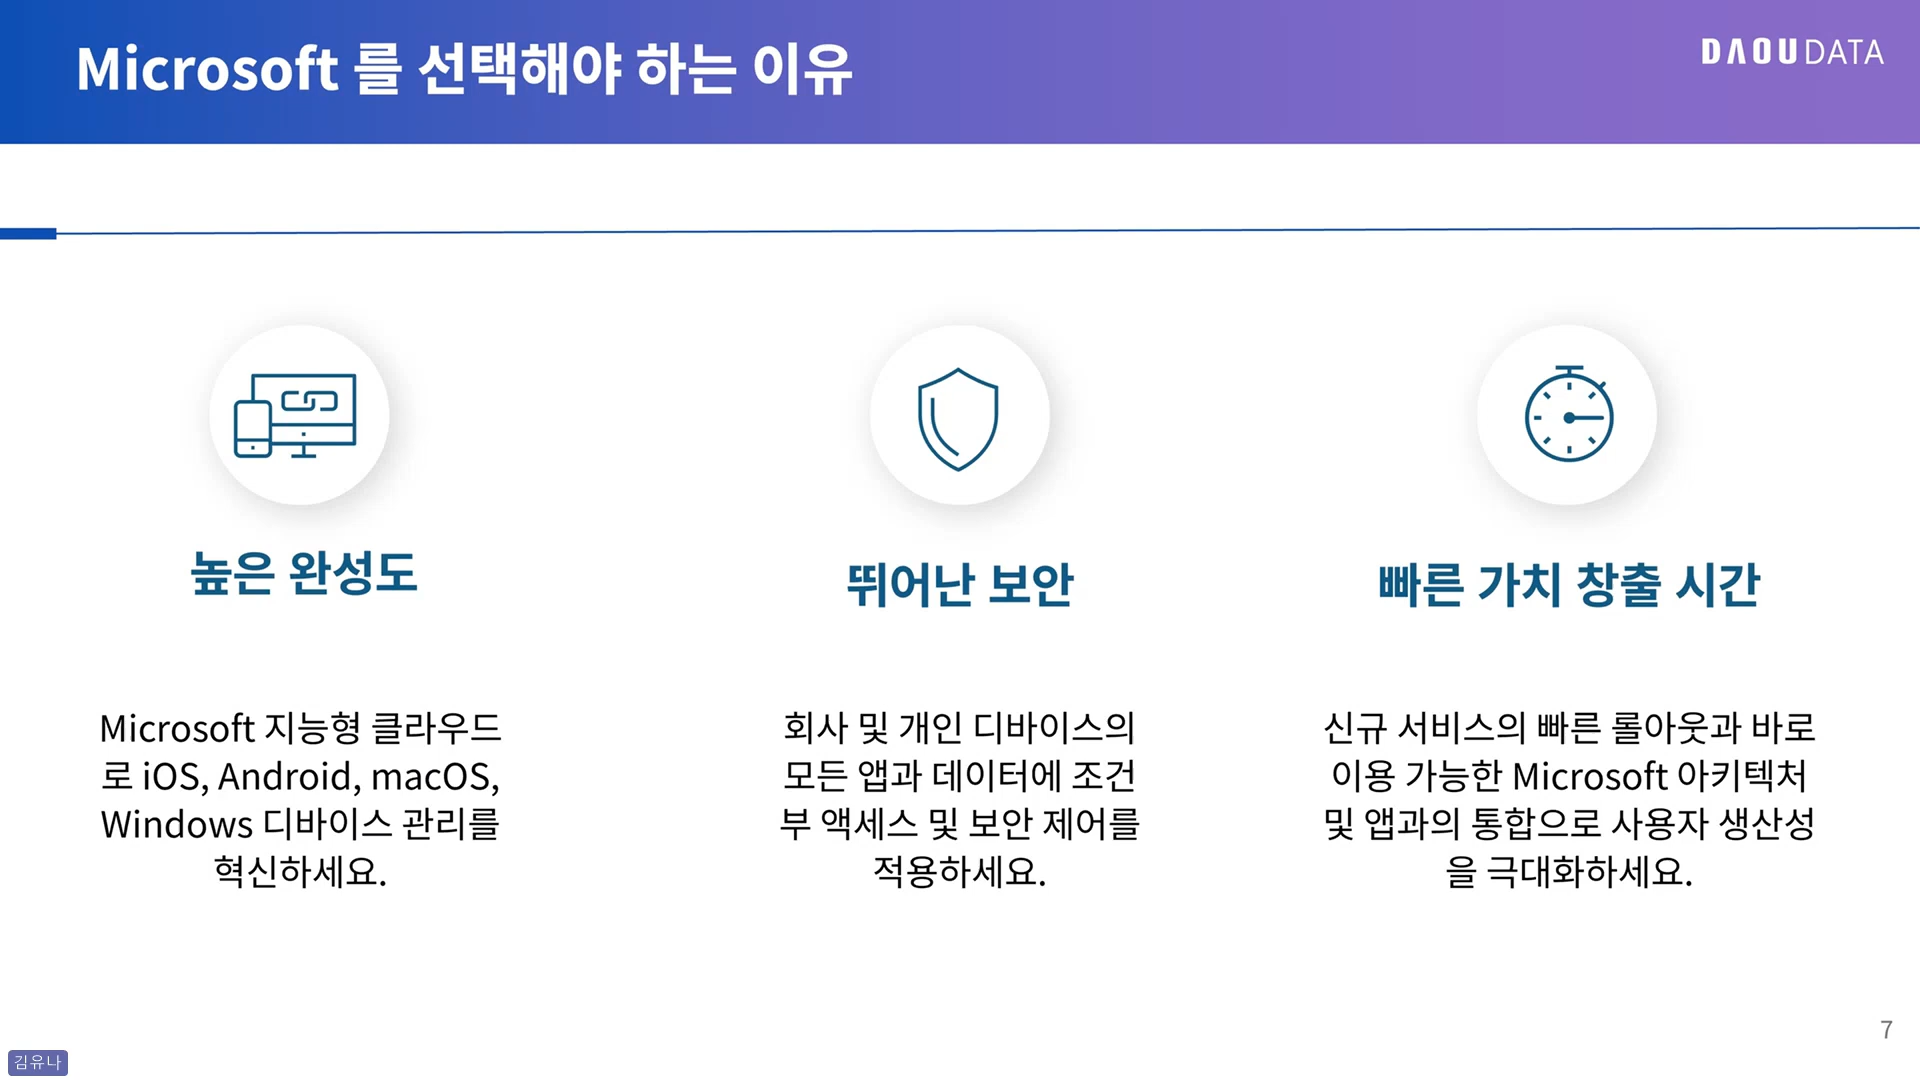 Microsoft 를 선택해야 하는 이유
DAOUDATA
높은 완성도
Microsoft 지능형 클라우드
로 iOS, Android, macOS,
Windows 디바이스 관리를
혁신하세요.
뛰어난 보안
회사 및 개인 디바이스의
모든 앱과 데이터에 조건
부 액세스 및 보안 제어를
적용하세요.
빠른 가치 창출 시간
신규 서비스의 빠른 롤아웃과 바로
이용 가능한 Microsoft 아키텍처
및 앱과의 통합으로 사용자 생산성
을 극대화하세요.
7
김유나